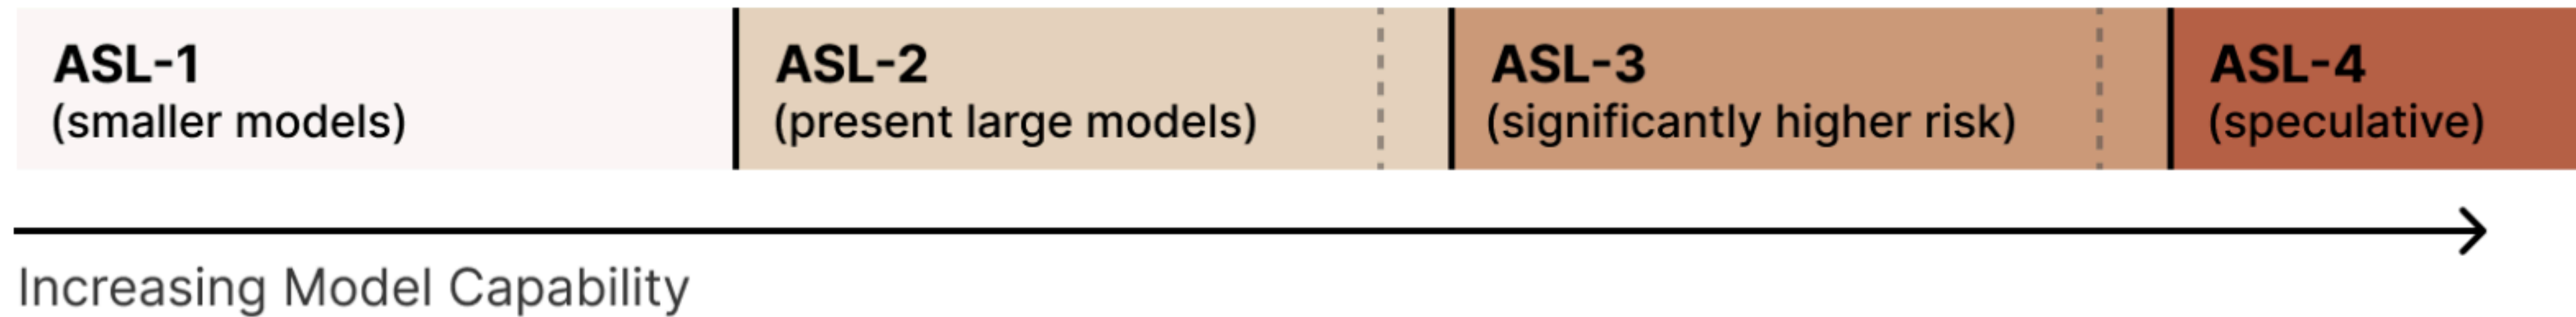 ASL-1
(smaller models)
ASL-2
(present large models)
ASL-3
(significantly higher risk)
ASL-4
(speculative)
Increasing Model Capability